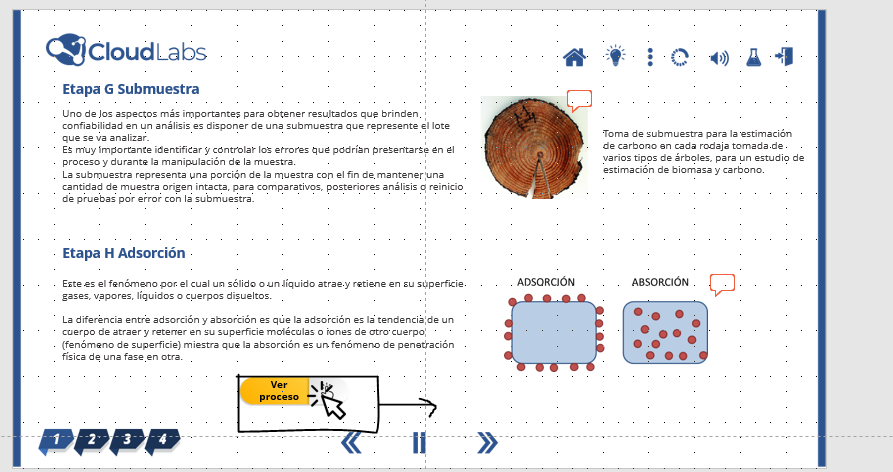 CloudLabs
Etapa G Submuestra
Uno de los aspectos más importantes para obtener resultados que brinden
confiabilidad en un análisis es disponer de una submuestra que represente el lote
que se va analizar.
Es muy importante identificar y controlar los errores que podrían presentarse en el
proceso y durante la manipulación de la muestra.
La submuestra representa una porción de la muestra con el fin de mantener una
cantidad de muestra origen intacta, para comparativos, posteriores análisis o reinicio
de pruebas por error con la submuestra.
Toma de submuestra para la estimación
de carbono en cada rodaja tomada de
varios tipos de árboles, para un estudio de
estimación de biomasa y carbono.
Etapa H Adsorción
Este es el fenómeno por el cual un sólido o un líquido atrae y retiene en su superficie
gases, vapores, líquidos o cuerpos disueltos.
La diferencia entre adsorción y absorción es que la adsorción es la tendencia de un
cuerpo de atraer y retener en su superficie moléculas o iones de otro cuerpo
(fenómeno de superficie) miestra que la absorción es un fenómeno de penetración
física de una fase en otra.
ADSORCIÓN
ABSORCIÓN
Ver
proceso
1 2 3 4